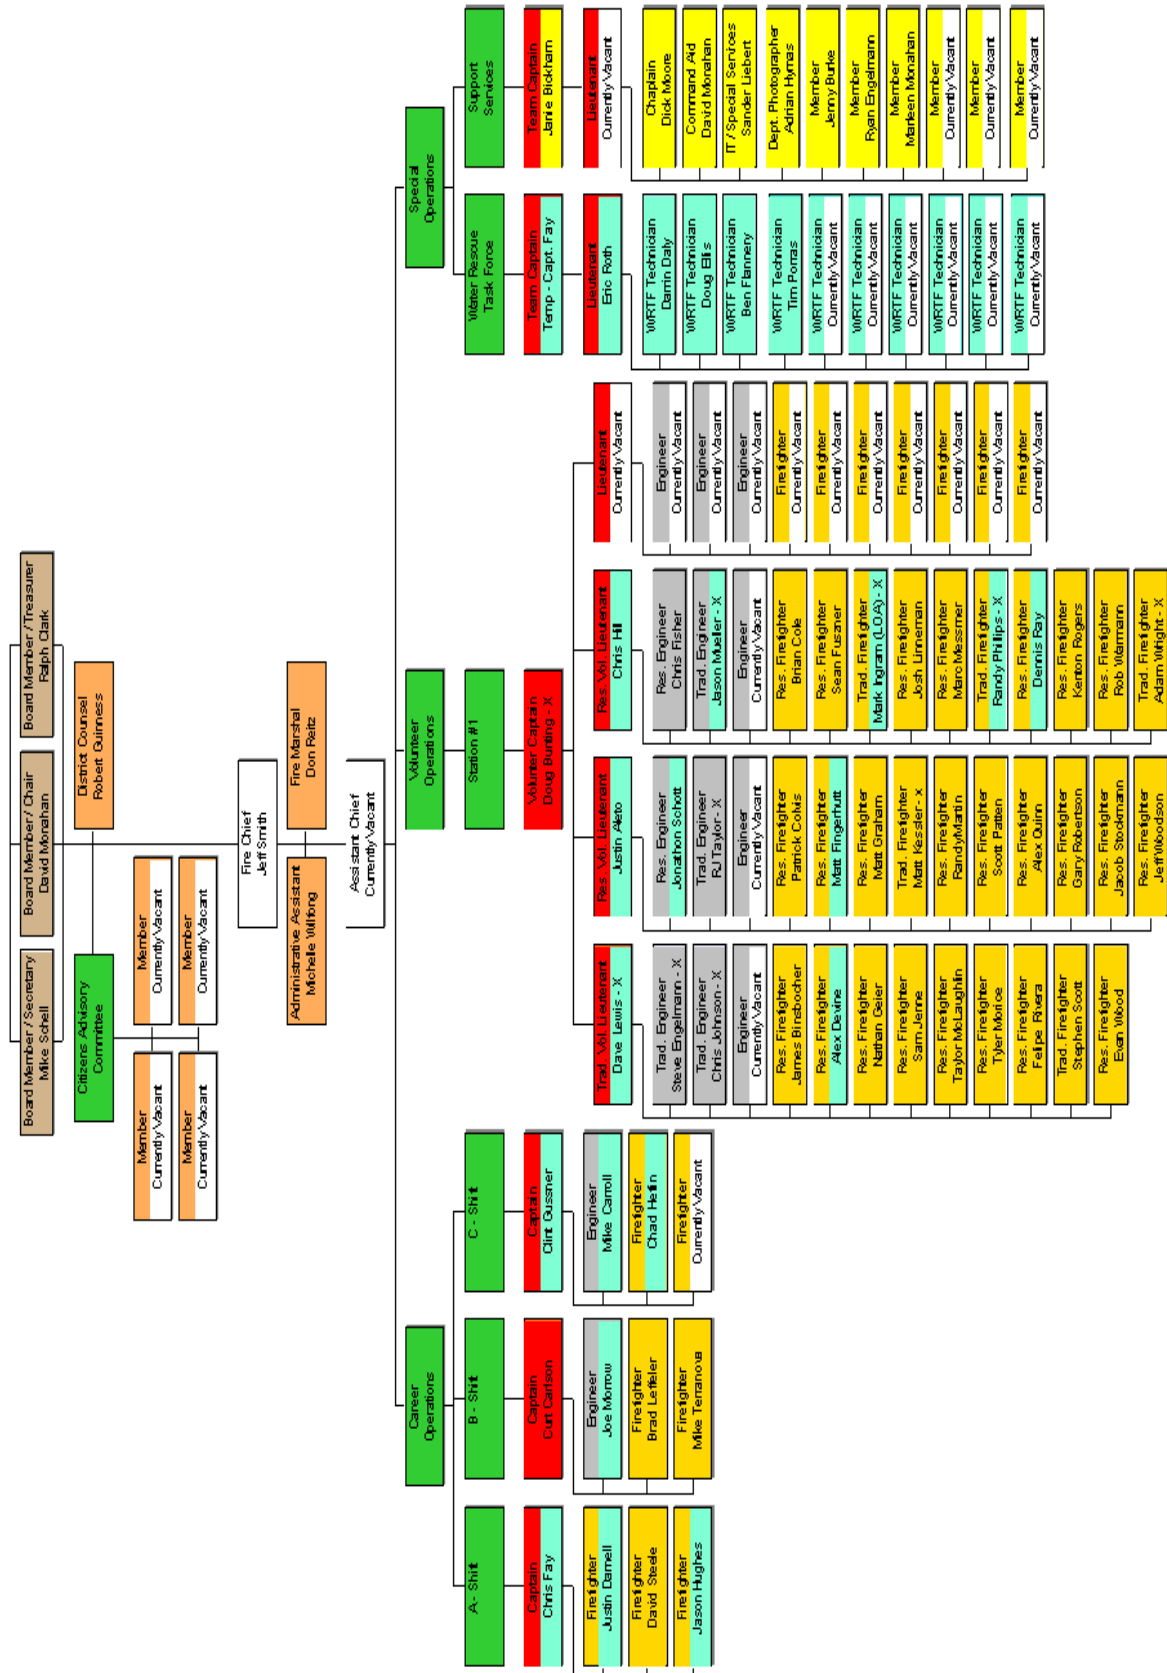 Board Member / Secretary
Mike Schell
Board Member / Chair
David Monahan
Board Member / Treasurer
Ralph Clark
Citizens Advisory
Committee
District Counsel
Robert Guinness
Member
Currently Vacant
Member
Currently Vacant
Member
Currently Vacant
Member
Currently Vacant
Fire Chief
Jeff Smith
Administrative Assistant
Michelle
Fire Marshal
Don Reitz
Assistant Chief
Currently Vacant
Career
Operations
Volunteer
Operations
Special
Operations
A - Shift
B - Shift
C - Shift
Station #1
Water Rescue
Task Force
Support
Services
Captain
Chris Fay
Captain
Curt Carlson
Captain
Clint Gussner
Volunter Captain
Doug Bunting - X
Team Captain
Temp - Capt. Fay
Team Captain
Janie Bickham
Firefighter
Justin Darnell
Firefighter
David Steele
Firefighter
Jason Hughes
Engineer
Joe Morrow
Firefighter
Brad Leffeler
Firefighter
Mike Terranova
Engineer
Mike Carroll
Firefighter
Chad Heflin
Firefighter
Currently Vacant
Trad. Vol. Lieutenant
Dave Lewis - X
Trad. Engineer
Steve Engelmann - X
Trad. Engineer
Chris Johnson - X
Engineer
Currently Vacant
Res. Firefighter
James Binsbocher
Res. Firefighter
Alex Devine
Res. Firefighter
Nathan Geier
Res. Firefighter
Sam Jenne
Res. Firefighter
Taylor McLaughlin
Res. Firefighter
Tyler Morice
Res. Firefighter
Felipe Rivera
Trad. Firefighter
Stephen Scott
Res. Firefighter
Evan Wood
Res. Vol. Lieutenant
Justin Aleto
Res. Engineer
Jonathon Schott
Trad. Engineer
RJ Taylor - X
Engineer
Currently Vacant
Res. Firefighter
Patrick Colvis
Res. Firefighter
Matt Fingerhutt
Res. Firefighter
Matt Graham
Trad. Firefighter
Matt Kessler - x
Res. Firefighter
Randy Martin
Res. Firefighter
Scott Patten
Res. Firefighter
Alex Quinn
Res. Firefighter
Gary Robertson
Res. Firefighter
Jacob Stockmann
Res. Firefighter
Jeff Woodson
Res. Vol. Lieutenant
Chris Hill
Res. Engineer
Chris Fisher
Trad. Engineer
Jason Mueller - X
Engineer
Currently Vacant
Res. Firefighter
Brian Cole
Res. Firefighter
Sean Fuszner
Trad. Firefighter
Mark Ingram (LOA) - X
Res. Firefighter
Josh Linneman
Res. Firefighter
Marc Messmer
Trad. Firefighter
Randy Phillips - X
Res. Firefighter
Dennis Ray
Res. Firefighter
Kenton Rogers
Res. Firefighter
Rob Warmann
Trad. Firefighter
Adam Wright - X
Lieutenant
Currently Vacant
Engineer
Currently Vacant
Engineer
Currently Vacant
Engineer
Currently Vacant
Firefighter
Currently Vacant
Firefighter
Currently Vacant
Firefighter
Currently Vacant
Firefighter
Currently Vacant
Firefighter
Currently Vacant
Firefighter
Currently Vacant
Firefighter
Currently Vacant
Lieutenant
Eric Roth
WRTF Technician
Darrin Daly
WRTF Technician
Doug Ellis
WRTF Technician
Ben Flannery
WRTF Technician
Tim Porras
WRTF Technician
Currently Vacant
WRTF Technician
Currently Vacant
WRTF Technician
Currently Vacant
WRTF Technician
Currently Vacant
WRTF Technician
Currently Vacant
WRTF Technician
Currently Vacant
Lieutenant
Currently Vacant
Chaplain
Dick Moore
Command Aid
David Monahan
IT / Special Services
Sander Liebert
Dept. Photographer
Adrian Hymas
Member
Jenny Burke
Member
Ryan Engelmann
Member
Marleen Monahan
Member
Currently Vacant
Member
Currently Vacant
Member
Currently Vacant